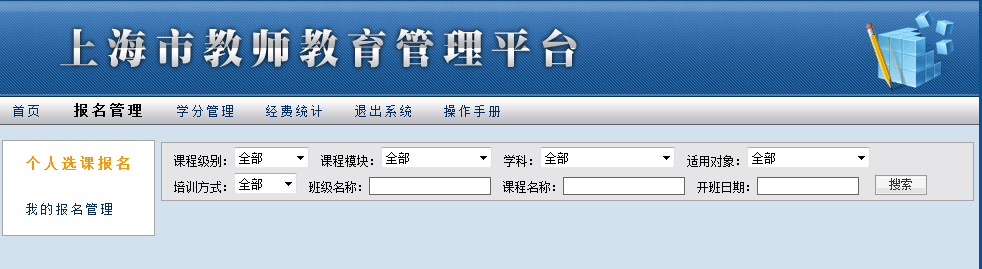 上海市教师教育管理平台
首页 报名管理 学分管理 经费统计 退出系统 操作手册
个人选课报名
我的报名管理
课程级别： 全部 课程模块： 全部 学科： 全部 适用对象： 全部
培训方式： 全部 班级名称： 课程名称： 开班日期： 搜索